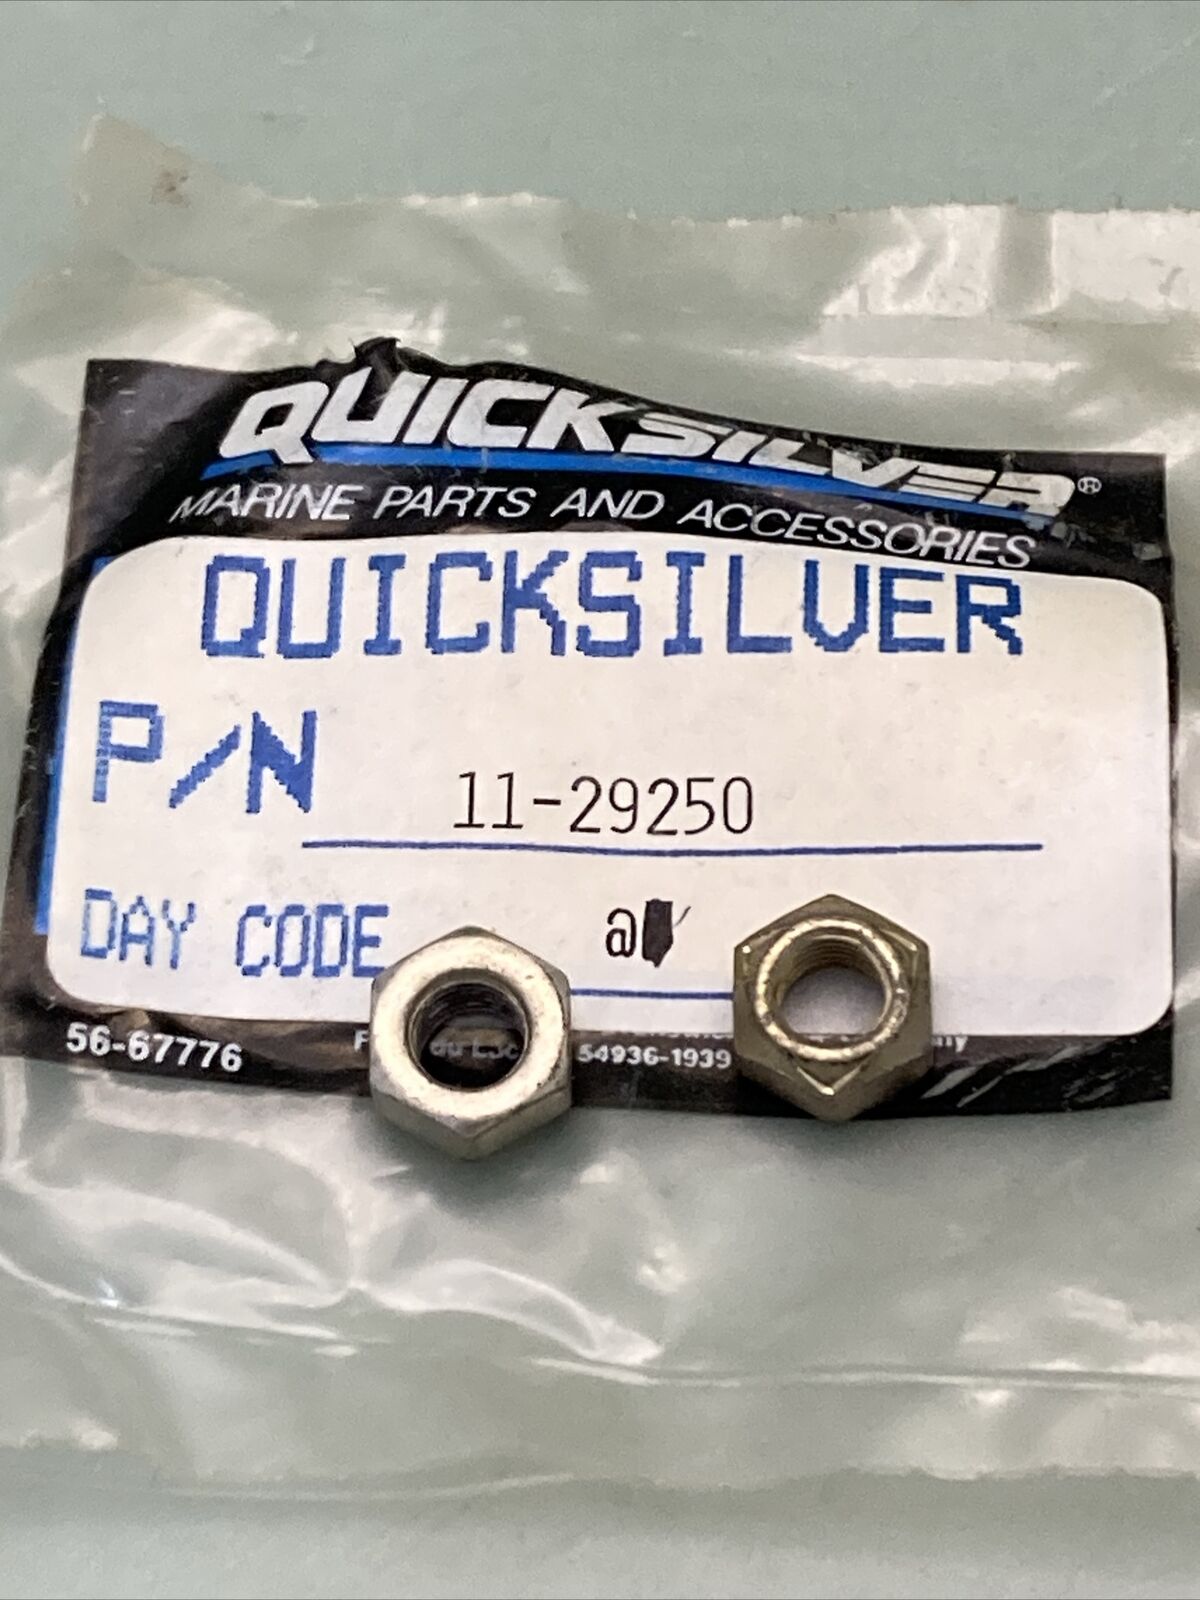 QUICKSILVER®
MARINE PARTS AND ACCESSORIES
QUICKSILVER
P/N 11-29250
DAY CODE a
56-67776 54936-1939